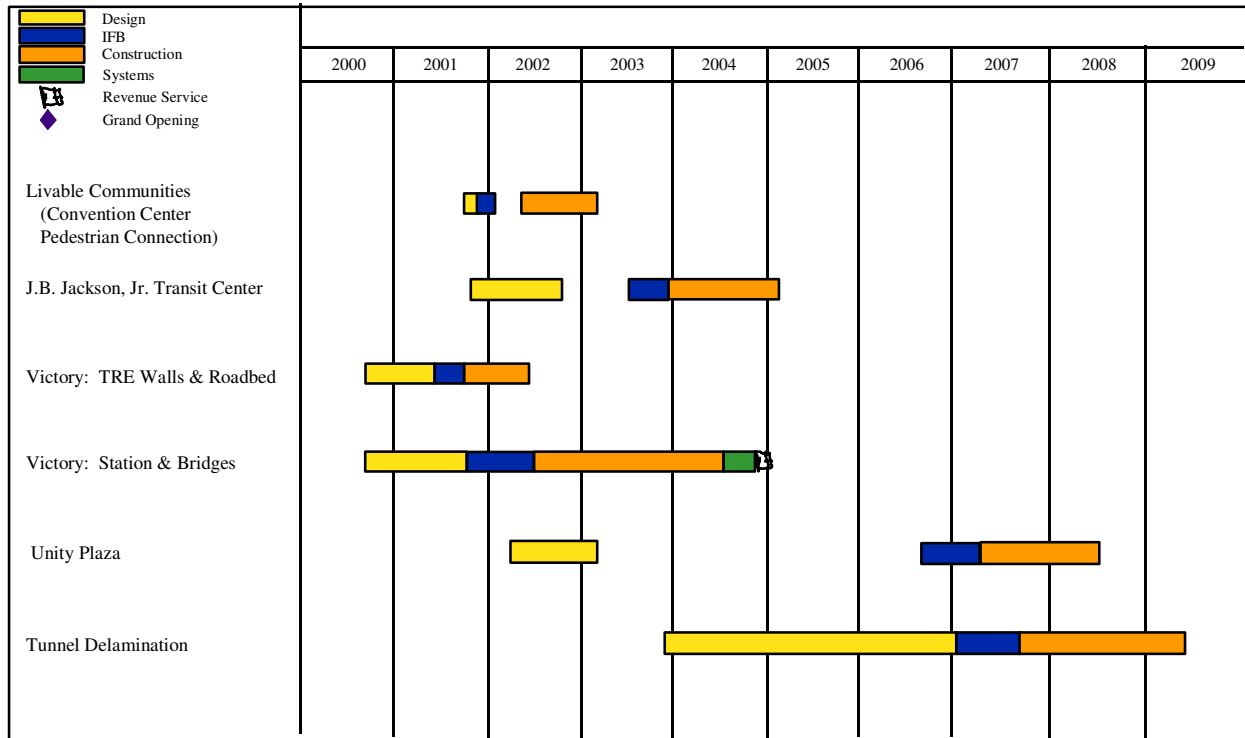 Design
IFB
Construction
Systems
Revenue Service
Grand Opening
2000 2001 2002 2003 2004 2005 2006 2007 2008 2009
Livable Communities
(Convention Center
Pedestrian Connection)
J.B. Jackson, Jr. Transit Center
Victory: TRE Walls & Roadbed
Victory: Station & Bridges
Unity Plaza
Tunnel Delamination